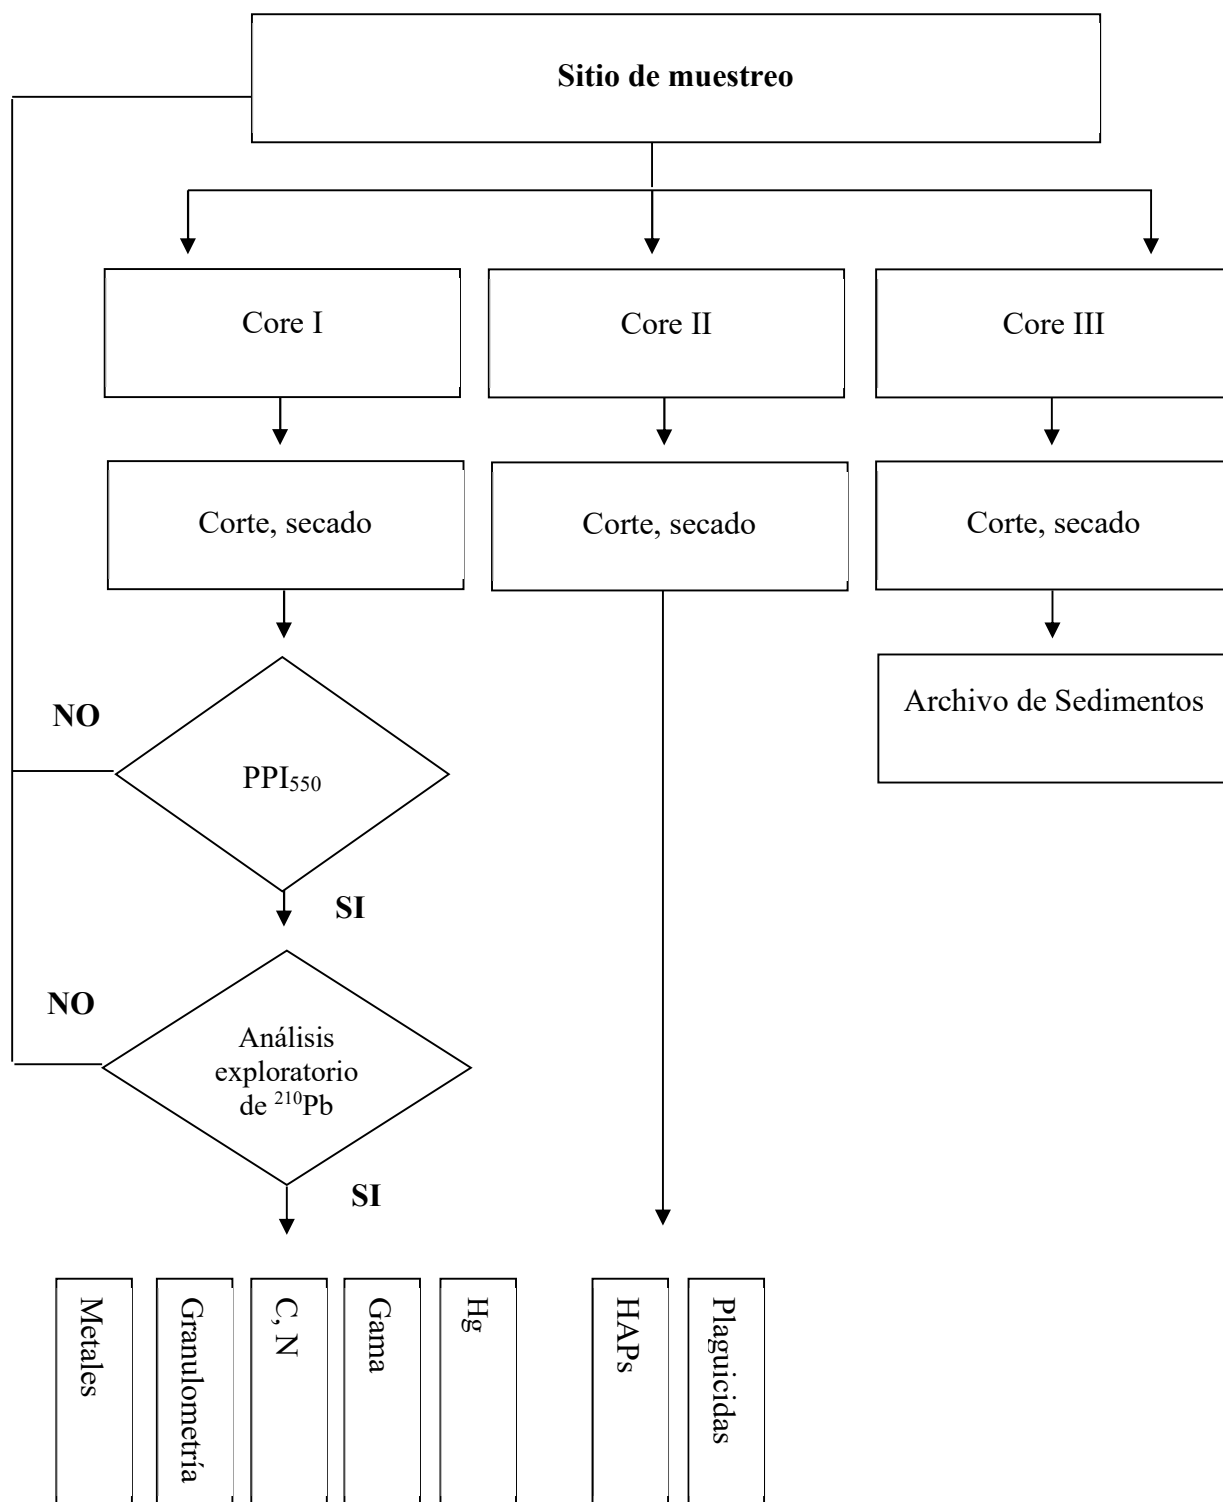 Sitio de muestreo
Core I
Core II
Core III
Corte, secado
Corte, secado
Corte, secado
Archivo de Sedimentos
NO
PPI₅₅₀
SI
NO
Análisis
exploratorio
de ²¹⁰Pb
SI
Metales
Granulometría
C, N
Gama
Hg
HAPs
Plaguicidas